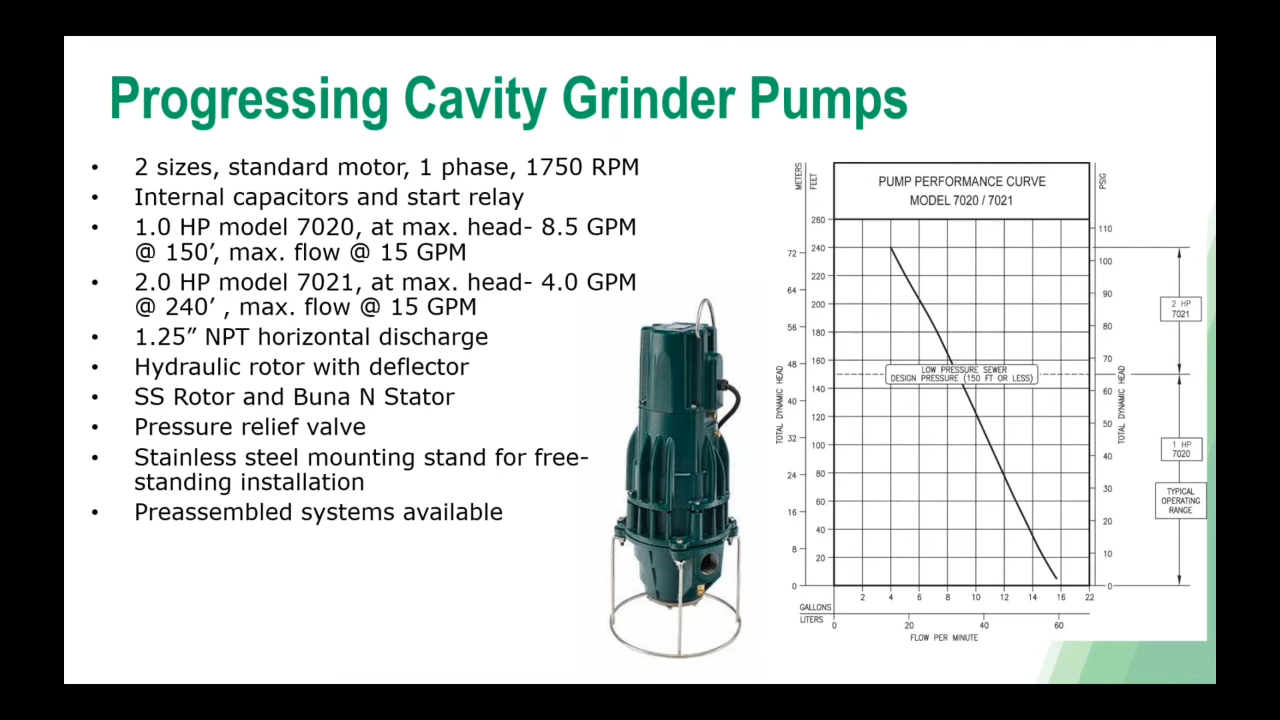 Progressing Cavity Grinder Pumps
• 2 sizes, standard motor, 1 phase, 1750 RPM
• Internal capacitors and start relay
• 1.0 HP model 7020, at max. head- 8.5 GPM
@ 150’, max. flow @ 15 GPM
• 2.0 HP model 7021, at max. head- 4.0 GPM
@ 240’ , max. flow @ 15 GPM
• 1.25” NPT horizontal discharge
• Hydraulic rotor with deflector
• SS Rotor and Buna N Stator
• Pressure relief valve
• Stainless steel mounting stand for free-
standing installation
• Preassembled systems available
METERS
FEET
PUMP PERFORMANCE CURVE
MODEL 7020 / 7021
PSIG
260
240
220
200
180
160
140
120
100
80
60
40
20
0
72
64
56
48
40
32
24
16
8
TOTAL DYNAMIC HEAD
LOW PRESSURE SEWER
DESIGN PRESSURE (150 FT OR LESS)
110
100
90
80
70
60
50
40
30
20
10
0
TOTAL DYNAMIC HEAD
2 HP
7021
1 HP
7020
TYPICAL
OPERATING
RANGE
GALLONS
2 4 6 8 10 12 14 16 22
LITERS
0 20 40 60
FLOW PER MINUTE